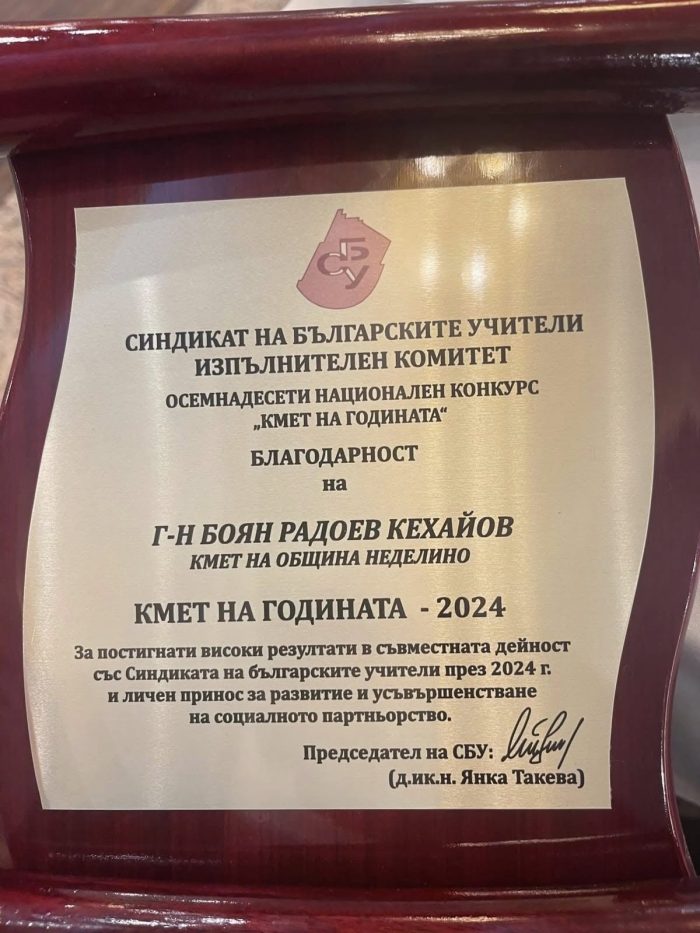 СБУ
СИНДИКАТ НА БЪЛГАРСКИТЕ УЧИТЕЛИ
ИЗПЪЛНИТЕЛЕН КОМИТЕТ
ОСЕМНАДЕСЕТИ НАЦИОНАЛЕН КОНКУРС
„КМЕТ НА ГОДИНАТА“
БЛАГОДАРНОСТ
на
Г-Н БОЯН РАДОЕВ КЕХАЙОВ
КМЕТ НА ОБЩИНА НЕДЕЛИНО
КМЕТ НА ГОДИНАТА - 2024
За постигнати високи резултати в съвместната дейност
със Синдиката на българските учители през 2024 г.
и личен принос за развитие и усъвършенстване
на социалното партньорство.
Председател на СБУ:
(д.ик.н. Янка Такева)